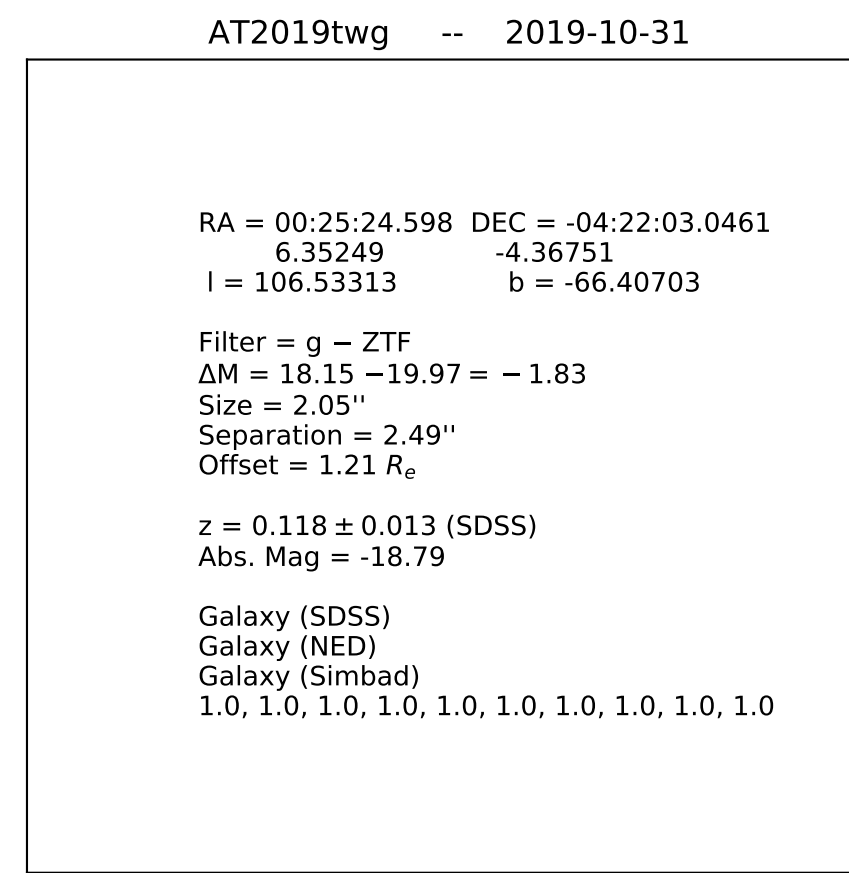 AT2019twg -- 2019-10-31
RA = 00:25:24.598 DEC = -04:22:03.0461
6.35249 -4.36751
l = 106.53313 b = -66.40703
Filter = g − ZTF
ΔM = 18.15 −19.97 = − 1.83
Size = 2.05''
Separation = 2.49''
Offset = 1.21 Rₑ
z = 0.118 ± 0.013 (SDSS)
Abs. Mag = -18.79
Galaxy (SDSS)
Galaxy (NED)
Galaxy (Simbad)
1.0, 1.0, 1.0, 1.0, 1.0, 1.0, 1.0, 1.0, 1.0, 1.0